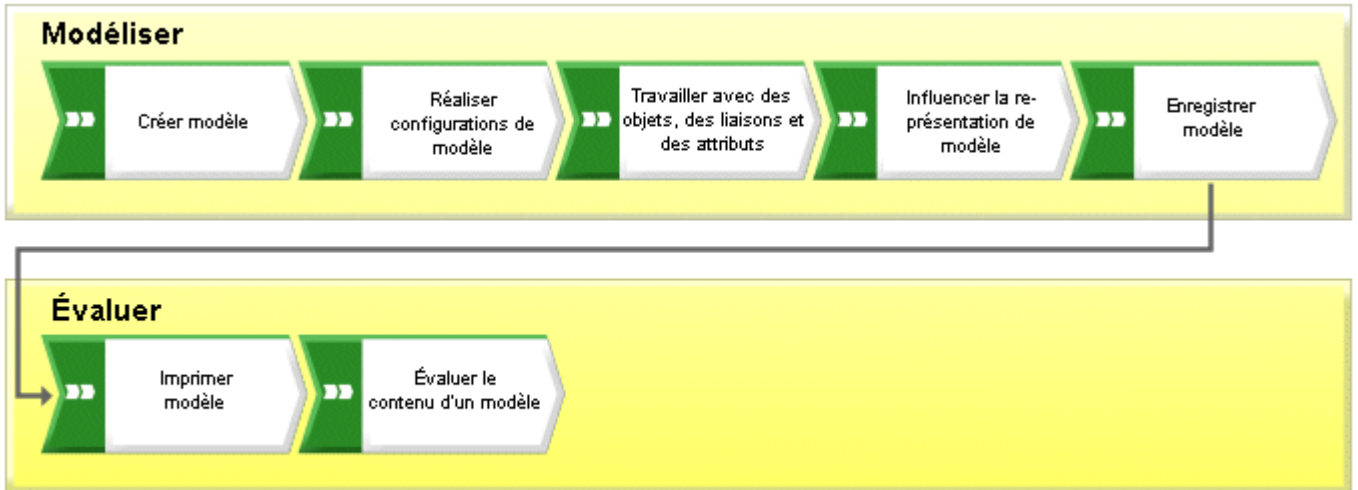 Modéliser
Créer modèle
Réaliser
configurations de
modèle
Travailler avec des
objets, des liaisons et
des attributs
Influencer la re-
présentation de
modèle
Enregistrer
modèle
Évaluer
Imprimer
modèle
Évaluer le
contenu d'un modèle